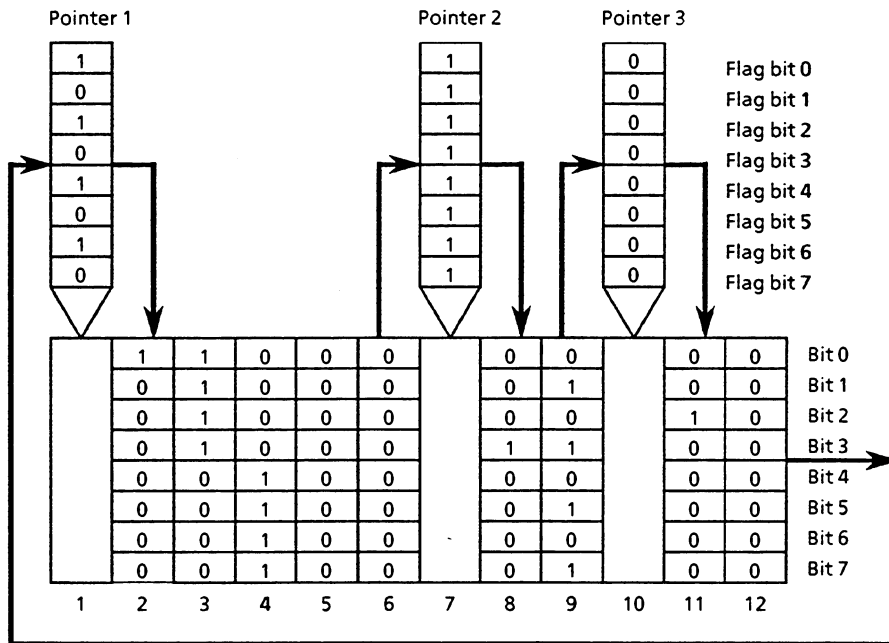 Pointer 1 Pointer 2 Pointer 3
1 1 0 Flag bit 0
0 1 0 Flag bit 1
1 1 0 Flag bit 2
0 1 0 Flag bit 3
1 1 0 Flag bit 4
0 1 0 Flag bit 5
1 1 0 Flag bit 6
0 1 0 Flag bit 7
1 1 0 0 0 0 0 0 0 Bit 0
0 1 0 0 0 0 1 0 0 Bit 1
0 1 0 0 0 0 0 1 0 Bit 2
0 1 0 0 0 1 1 0 0 Bit 3
0 0 1 0 0 0 0 0 0 Bit 4
0 0 1 0 0 0 1 0 0 Bit 5
0 0 1 0 0 0 0 0 0 Bit 6
0 0 1 0 0 0 1 0 0 Bit 7
1 2 3 4 5 6 7 8 9 10 11 12